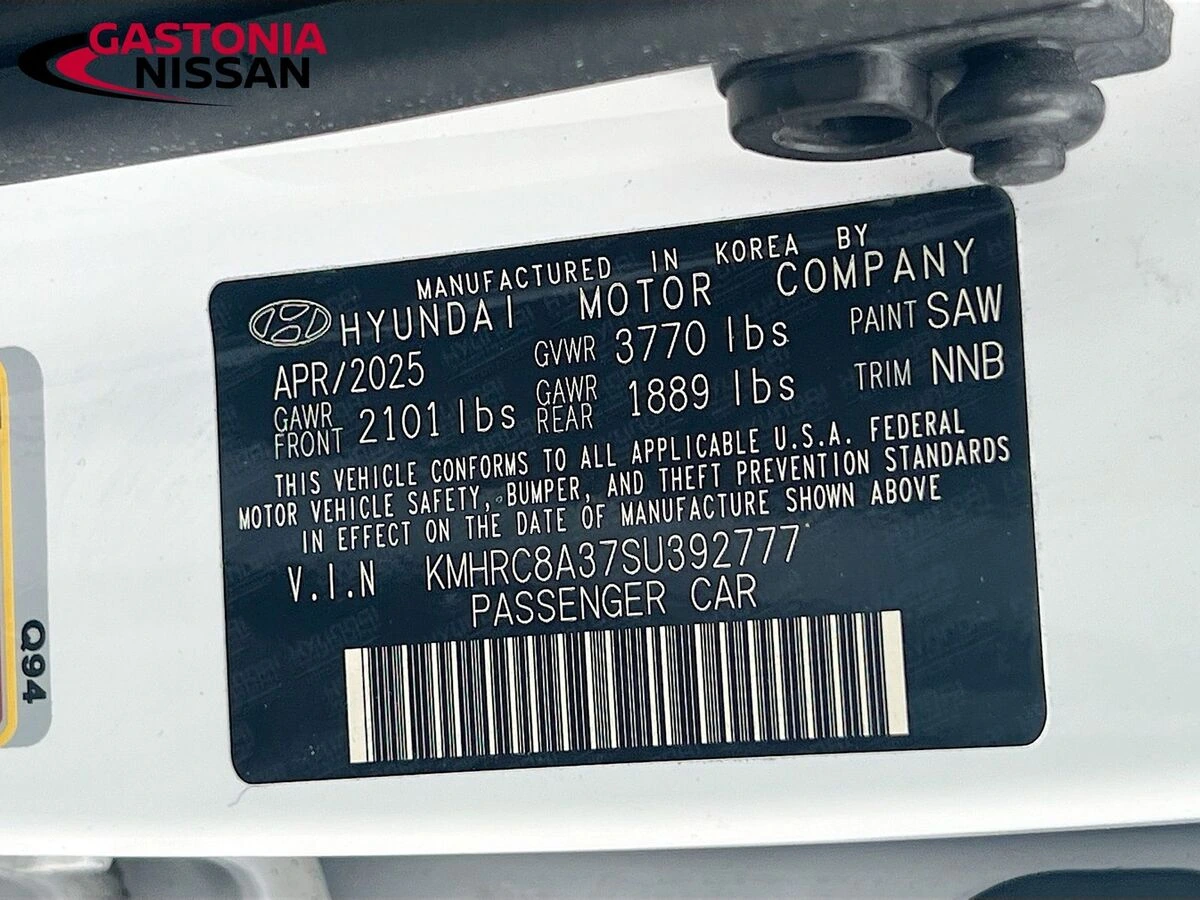 GASTONIA
NISSAN
MANUFACTURED IN KOREA BY
HYUNDAI MOTOR COMPANY
APR/2025 GVWR 3770 lbs PAINT SAW
GAWR FRONT 2101 lbs GAWR REAR 1889 lbs TRIM NNB
THIS VEHICLE CONFORMS TO ALL APPLICABLE U.S.A. FEDERAL
MOTOR VEHICLE SAFETY, BUMPER, AND THEFT PREVENTION STANDARDS
IN EFFECT ON THE DATE OF MANUFACTURE SHOWN ABOVE
V.I.N KMHRC8A37SU392777
PASSENGER CAR
Q94